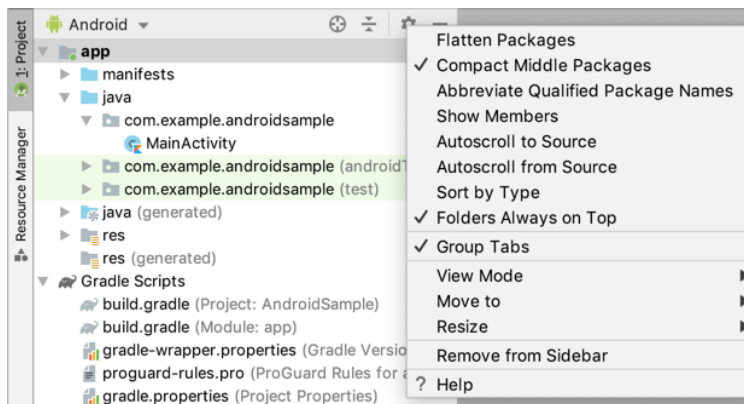 1: Project
Resource Manager
Android
app
manifests
java
com.example.androidsample
MainActivity
com.example.androidsample (androidT
com.example.androidsample (test)
java (generated)
res
res (generated)
Gradle Scripts
build.gradle (Project: AndroidSample)
build.gradle (Module: app)
gradle-wrapper.properties (Gradle Versio
proguard-rules.pro (ProGuard Rules for a
gradle.properties (Project Properties)
Flatten Packages
✓ Compact Middle Packages
Abbreviate Qualified Package Names
Show Members
Autoscroll to Source
Autoscroll from Source
Sort by Type
✓ Folders Always on Top
✓ Group Tabs
View Mode
Move to
Resize
Remove from Sidebar
? Help